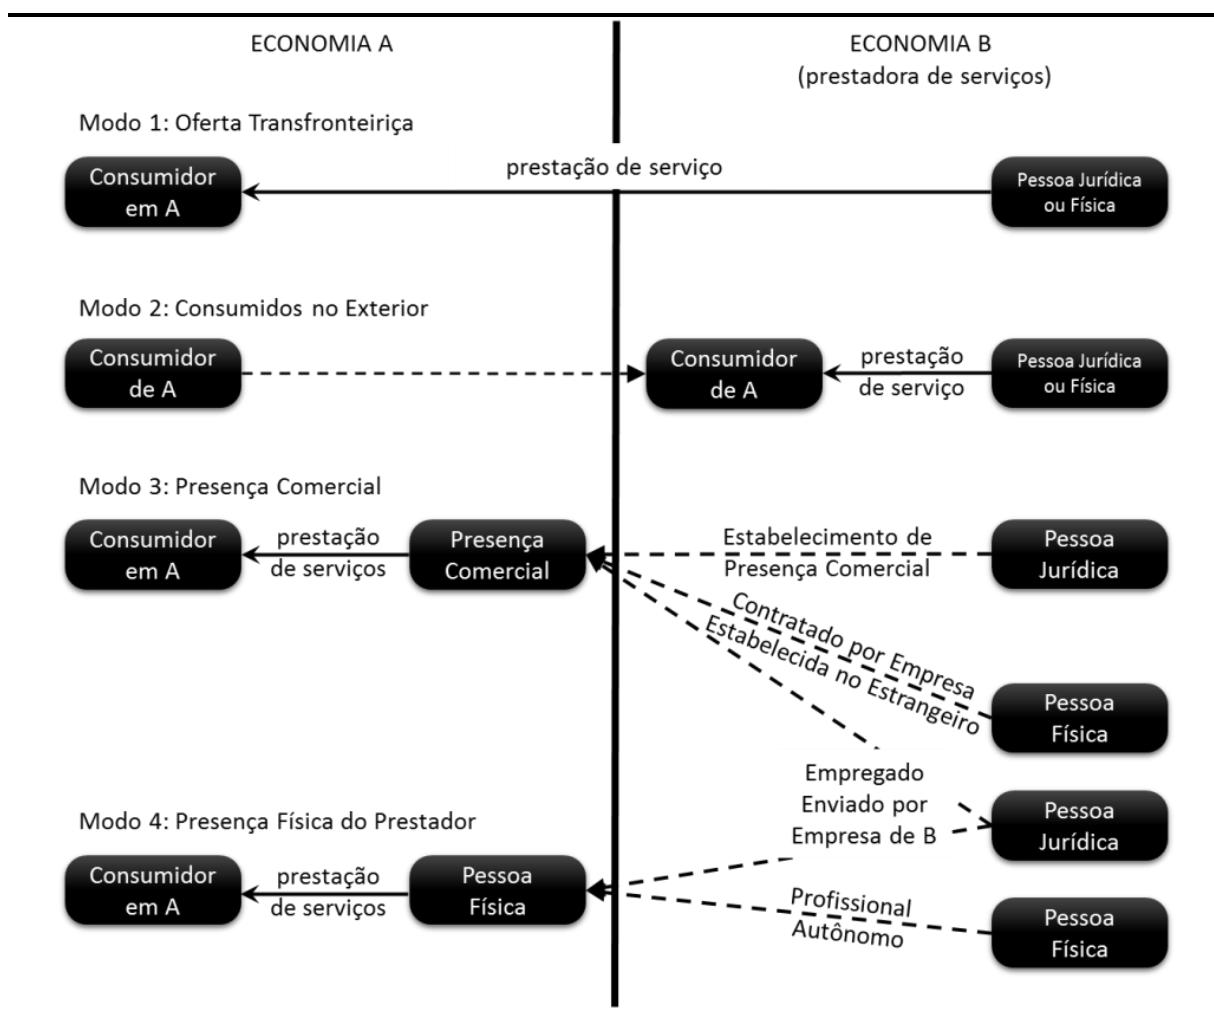 ECONOMIA A
ECONOMIA B
(prestadora de serviços)
Modo 1: Oferta Transfronteiriça
Consumidor
em A
prestação de serviço
Pessoa Jurídica
ou Física
Modo 2: Consumidos no Exterior
Consumidor
de A
Consumidor
de A
prestação
de serviço
Pessoa Jurídica
ou Física
Modo 3: Presença Comercial
Consumidor
em A
prestação
de serviços
Presença
Comercial
Estabelecimento de
Presença Comercial
Pessoa
Jurídica
Contratado por Empresa
Estabelecida no Estrangeiro
Pessoa
Física
Empregado
Enviado por
Empresa de B
Pessoa
Jurídica
Modo 4: Presença Física do Prestador
Consumidor
em A
prestação
de serviços
Pessoa
Física
Profissional
Autônomo
Pessoa
Física